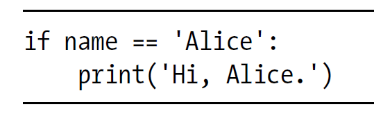 if name == 'Alice':
    print('Hi, Alice.')